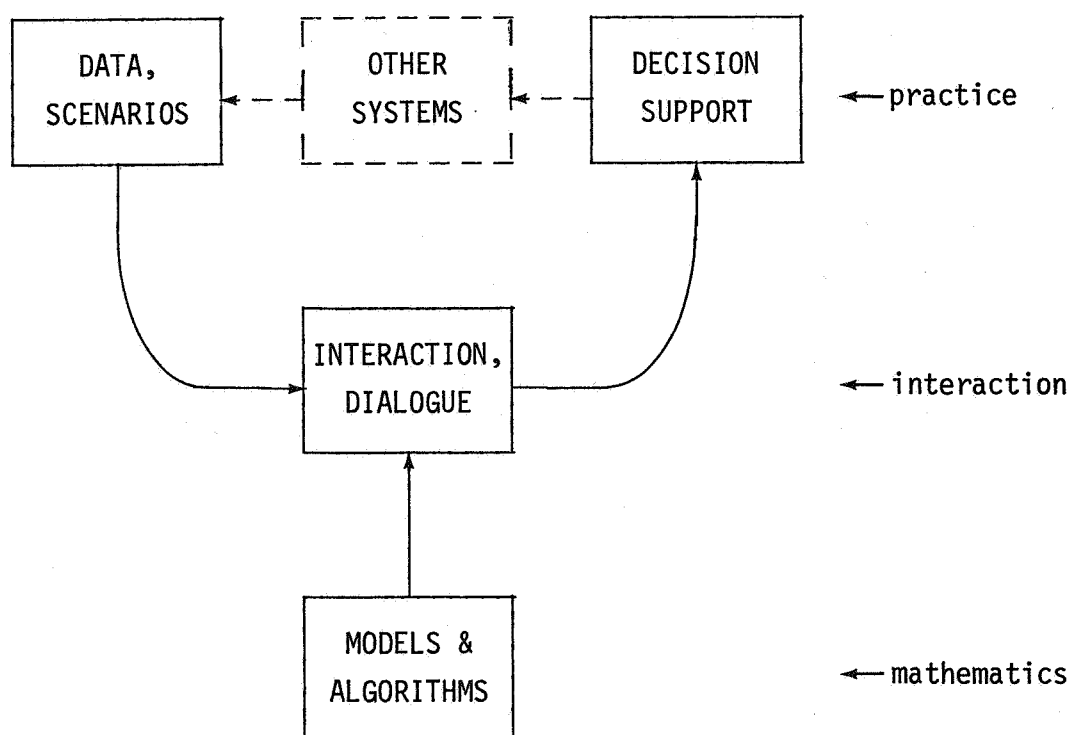 DATA,
SCENARIOS
OTHER
SYSTEMS
DECISION
SUPPORT
practice
INTERACTION,
DIALOGUE
interaction
MODELS &
ALGORITHMS
mathematics